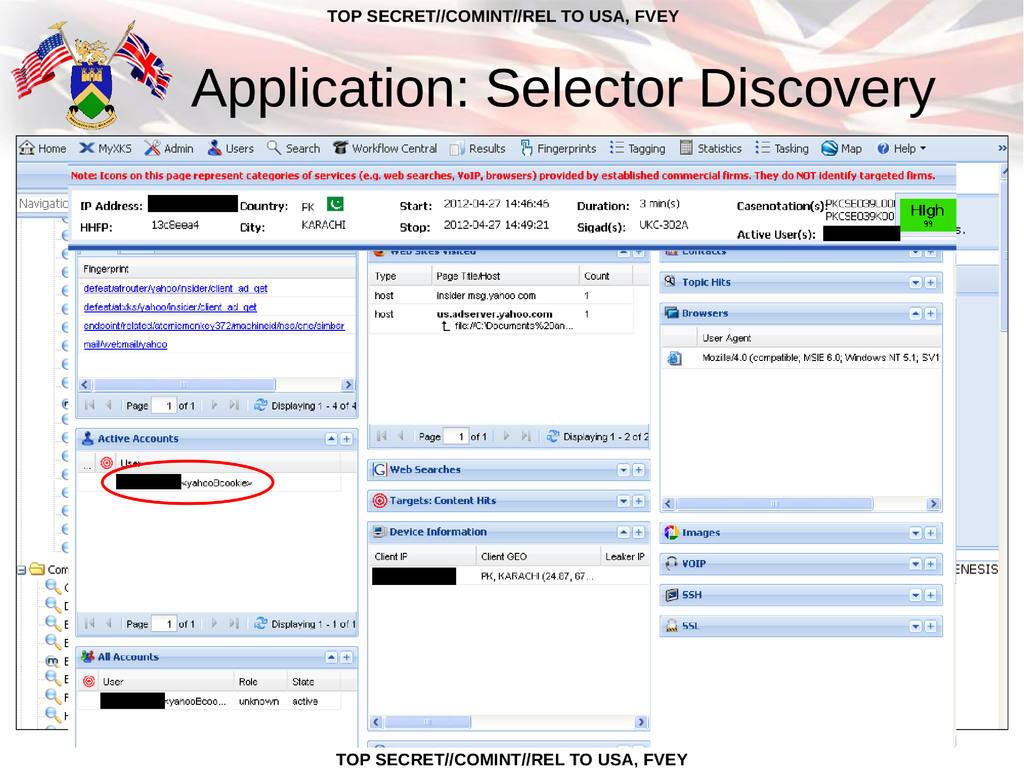 TOP SECRET//COMINT//REL TO USA, FVEY
Application: Selector Discovery
Home MyXKS Admin Users Search Workflow Central Results Fingerprints Tagging Statistics Tasking Map Help »
Note: Icons on this page represent categories of services (e.g. web searches, VoIP, browsers) provided by established commercial firms. They do NOT identify targeted firms.
Navigatic
IP Address: Country: PK Start: 2012-04-27 14:46:45 Duration: 3 min(s) Casenotation(s): PKCSE039L00
PKCSE039K00
High
99
HHFP: 13c8eea4 City: KARACHI Stop: 2012-04-27 14:49:21 Sigad(s): UKC-302A
Active User(s):
Fingerprint
defeat/atrouter/yahoo/insider/client_ad_get
defeat/atxks/yahoo/insider/client_ad_get
endpoint/related/atomicmonkey372/machineid/nss/cne/simbar
mail/webmail/yahoo
Page 1 of 1 Displaying 1 - 4 of 4
Active Accounts
... User
<yahooBcookie>
Page 1 of 1 Displaying 1 - 1 of 1
All Accounts
User Role State
<yahooBcoo... unknown active
Web Sites Visited
Type Page Title/Host Count
host insider.msg.yahoo.com 1
host us.adserver.yahoo.com 1
file://C:\Documents%20an...
Page 1 of 1 Displaying 1 - 2 of 2
Web Searches
Targets: Content Hits
Device Information
Client IP Client GEO Leaker IP
PK, KARACHI (24.87, 67...
Contacts
Topic Hits
Browsers
User Agent
Mozilla/4.0 (compatible; MSIE 6.0; Windows NT 5.1; SV1
Images
VOIP
SSH
SSL
Com
ENESIS
TOP SECRET//COMINT//REL TO USA, FVEY